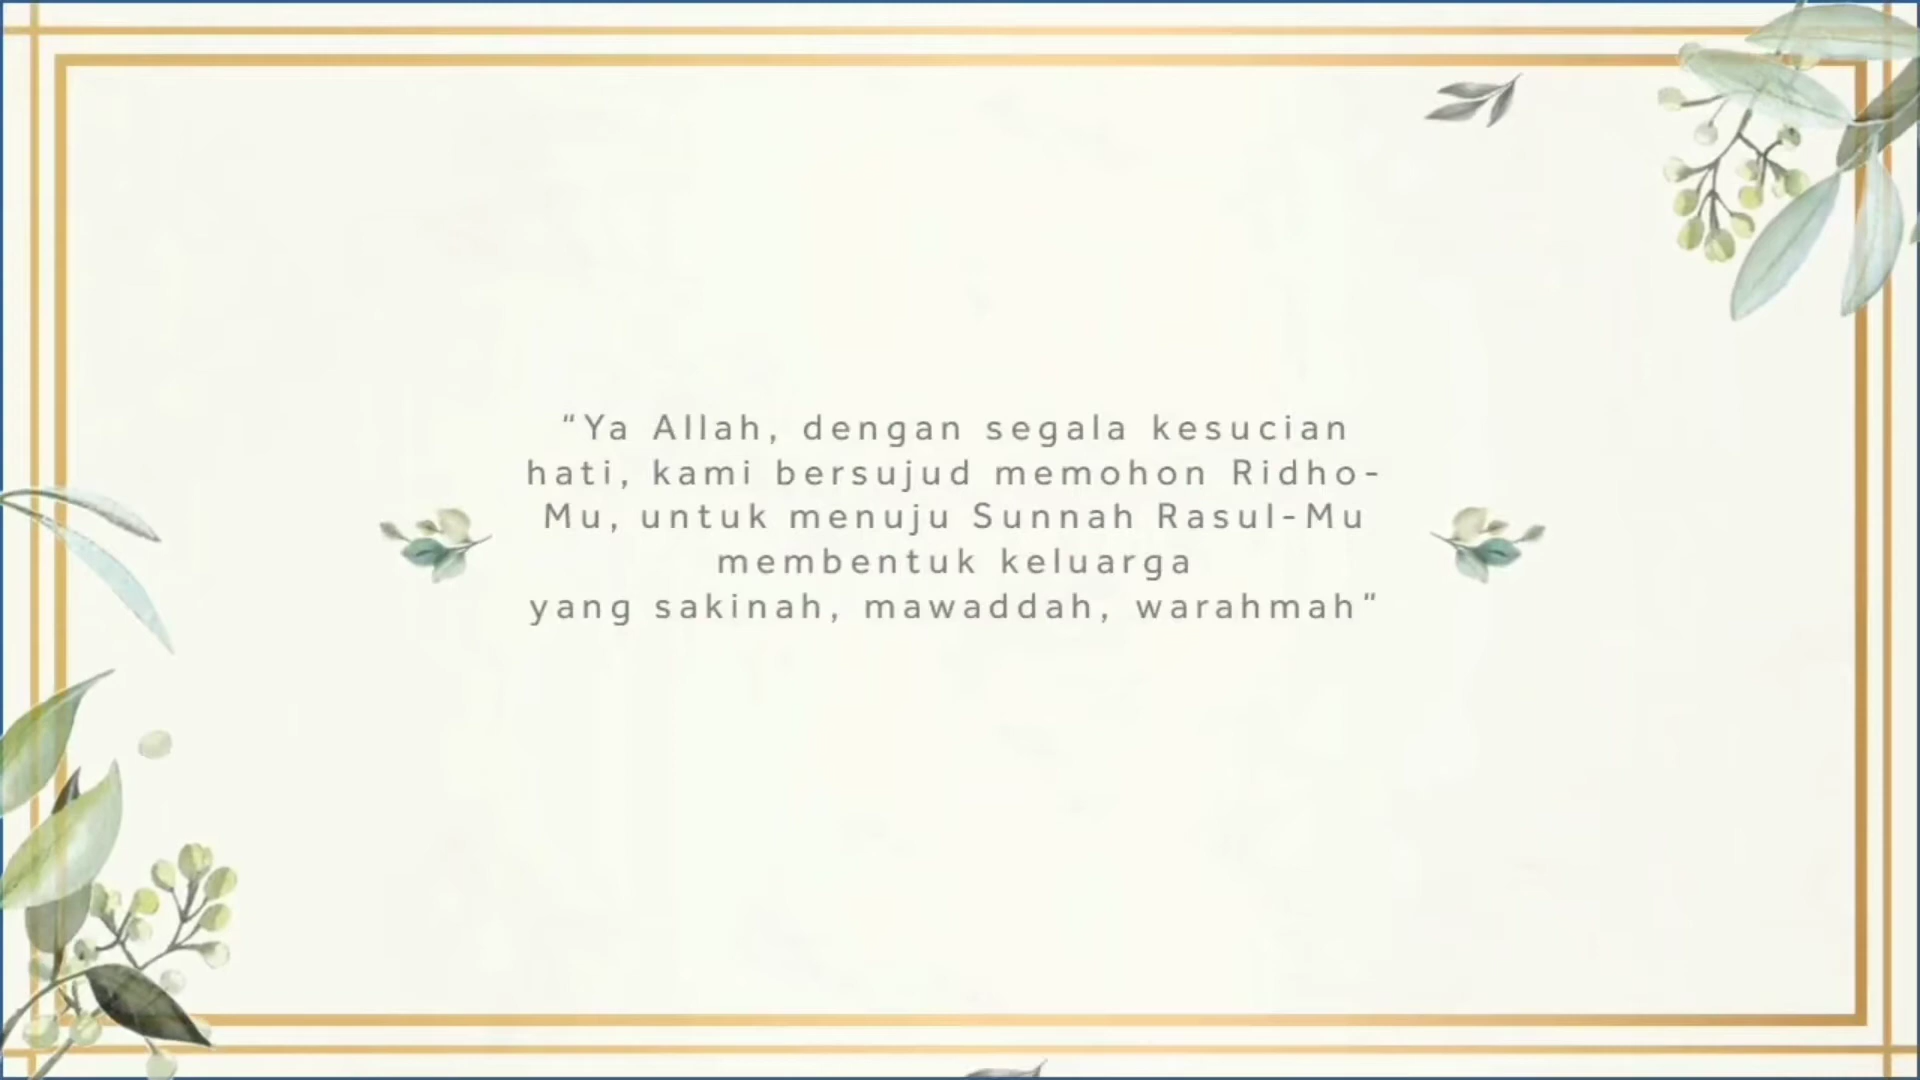 “Ya Allah, dengan segala kesucian
hati, kami bersujud memohon Ridho-
Mu, untuk menuju Sunnah Rasul-Mu
membentuk keluarga
yang sakinah, mawaddah, warahmah”